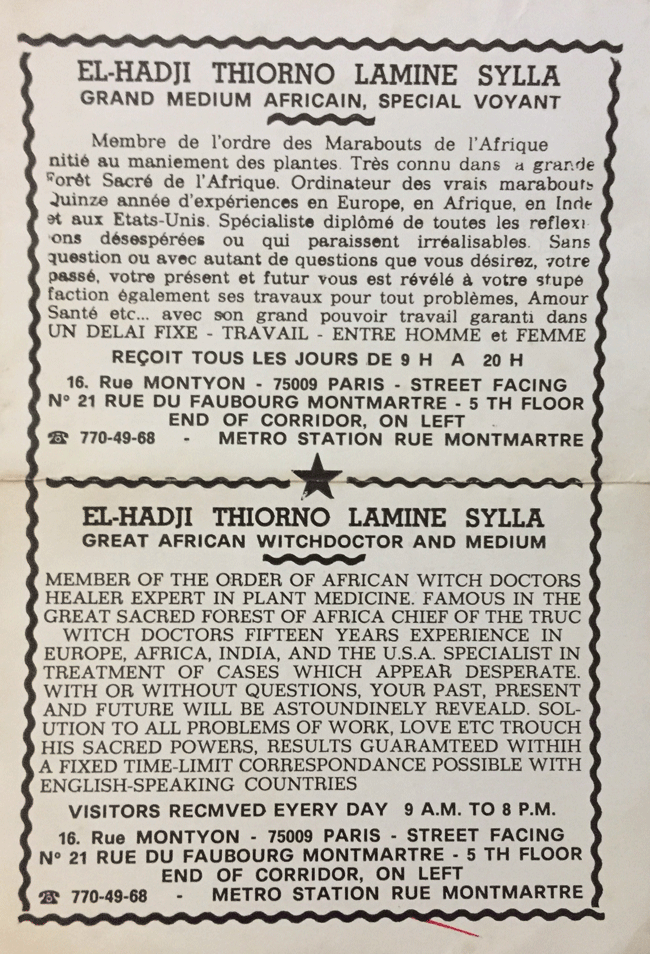 EL-HADJI THIORNO LAMINE SYLLA
GRAND MEDIUM AFRICAIN, SPECIAL VOYANT
Membre de l'ordre des Marabouts de l'Afrique
nitié au maniement des plantes. Très connu dans a grande
Forêt Sacré de l'Afrique. Ordinateur des vrais marabouts
Quinze année d'expériences en Europe, en Afrique, en Inde
et aux Etats-Unis. Spécialiste diplômé de toutes les reflexi
ons désespérées ou qui paraissent irréalisables. Sans
question ou avec autant de questions que vous désirez, votre
passé, votre présent et futur vous est révélé à votre stupé
faction également ses travaux pour tout problèmes, Amour
Santé etc... avec son grand pouvoir travail garanti dans
UN DELAI FIXE - TRAVAIL - ENTRE HOMME et FEMME
REÇOIT TOUS LES JOURS DE 9 H A 20 H
16. Rue MONTYON - 75009 PARIS - STREET FACING
N° 21 RUE DU FAUBOURG MONTMARTRE - 5 TH FLOOR
END OF CORRIDOR, ON LEFT
☎ 770-49-68 - METRO STATION RUE MONTMARTRE
EL-HADJI THIORNO LAMINE SYLLA
GREAT AFRICAN WITCHDOCTOR AND MEDIUM
MEMBER OF THE ORDER OF AFRICAN WITCH DOCTORS
HEALER EXPERT IN PLANT MEDICINE. FAMOUS IN THE
GREAT SACRED FOREST OF AFRICA CHIEF OF THE TRUC
WITCH DOCTORS FIFTEEN YEARS EXPERIENCE IN
EUROPE, AFRICA, INDIA, AND THE U.S.A. SPECIALIST IN
TREATMENT OF CASES WHICH APPEAR DESPERATE.
WITH OR WITHOUT QUESTIONS, YOUR PAST, PRESENT
AND FUTURE WILL BE ASTOUNDINELY REVEALD. SOL-
UTION TO ALL PROBLEMS OF WORK, LOVE ETC TROUCH
HIS SACRED POWERS, RESULTS GUARAMTEED WITHIH
A FIXED TIME-LIMIT CORRESPONDANCE POSSIBLE WITH
ENGLISH-SPEAKING COUNTRIES
VISITORS RECMVED EYERY DAY 9 A.M. TO 8 P.M.
16. Rue MONTYON - 75009 PARIS - STREET FACING
N° 21 RUE DU FAUBOURG MONTMARTRE - 5 TH FLOOR
END OF CORRIDOR, ON LEFT
☎ 770-49-68 - METRO STATION RUE MONTMARTRE